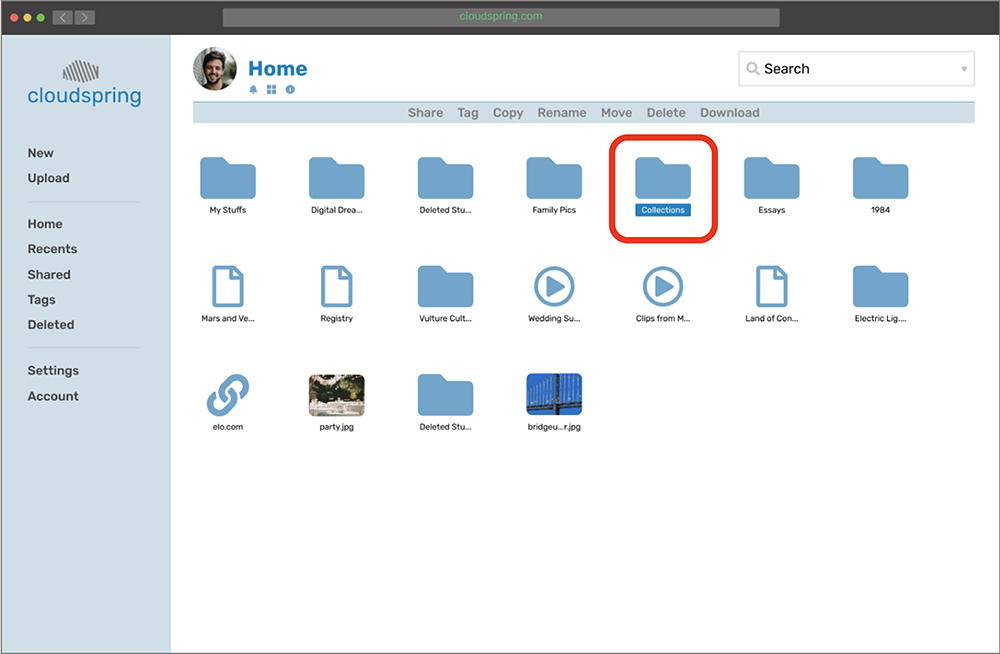 cloudspring.com
cloudspring
Home
Search
Share Tag Copy Rename Move Delete Download
New
Upload
Home
Recents
Shared
Tags
Deleted
Settings
Account
My Stuffs Digital Drea... Deleted Stu... Family Pics Collections Essays 1984
Mars and Ve... Registry Vulture Cult... Wedding Su... Clips from M... Land of Con... Electric Lig....
elo.com party.jpg Deleted Stu... bridgeu...r.jpg